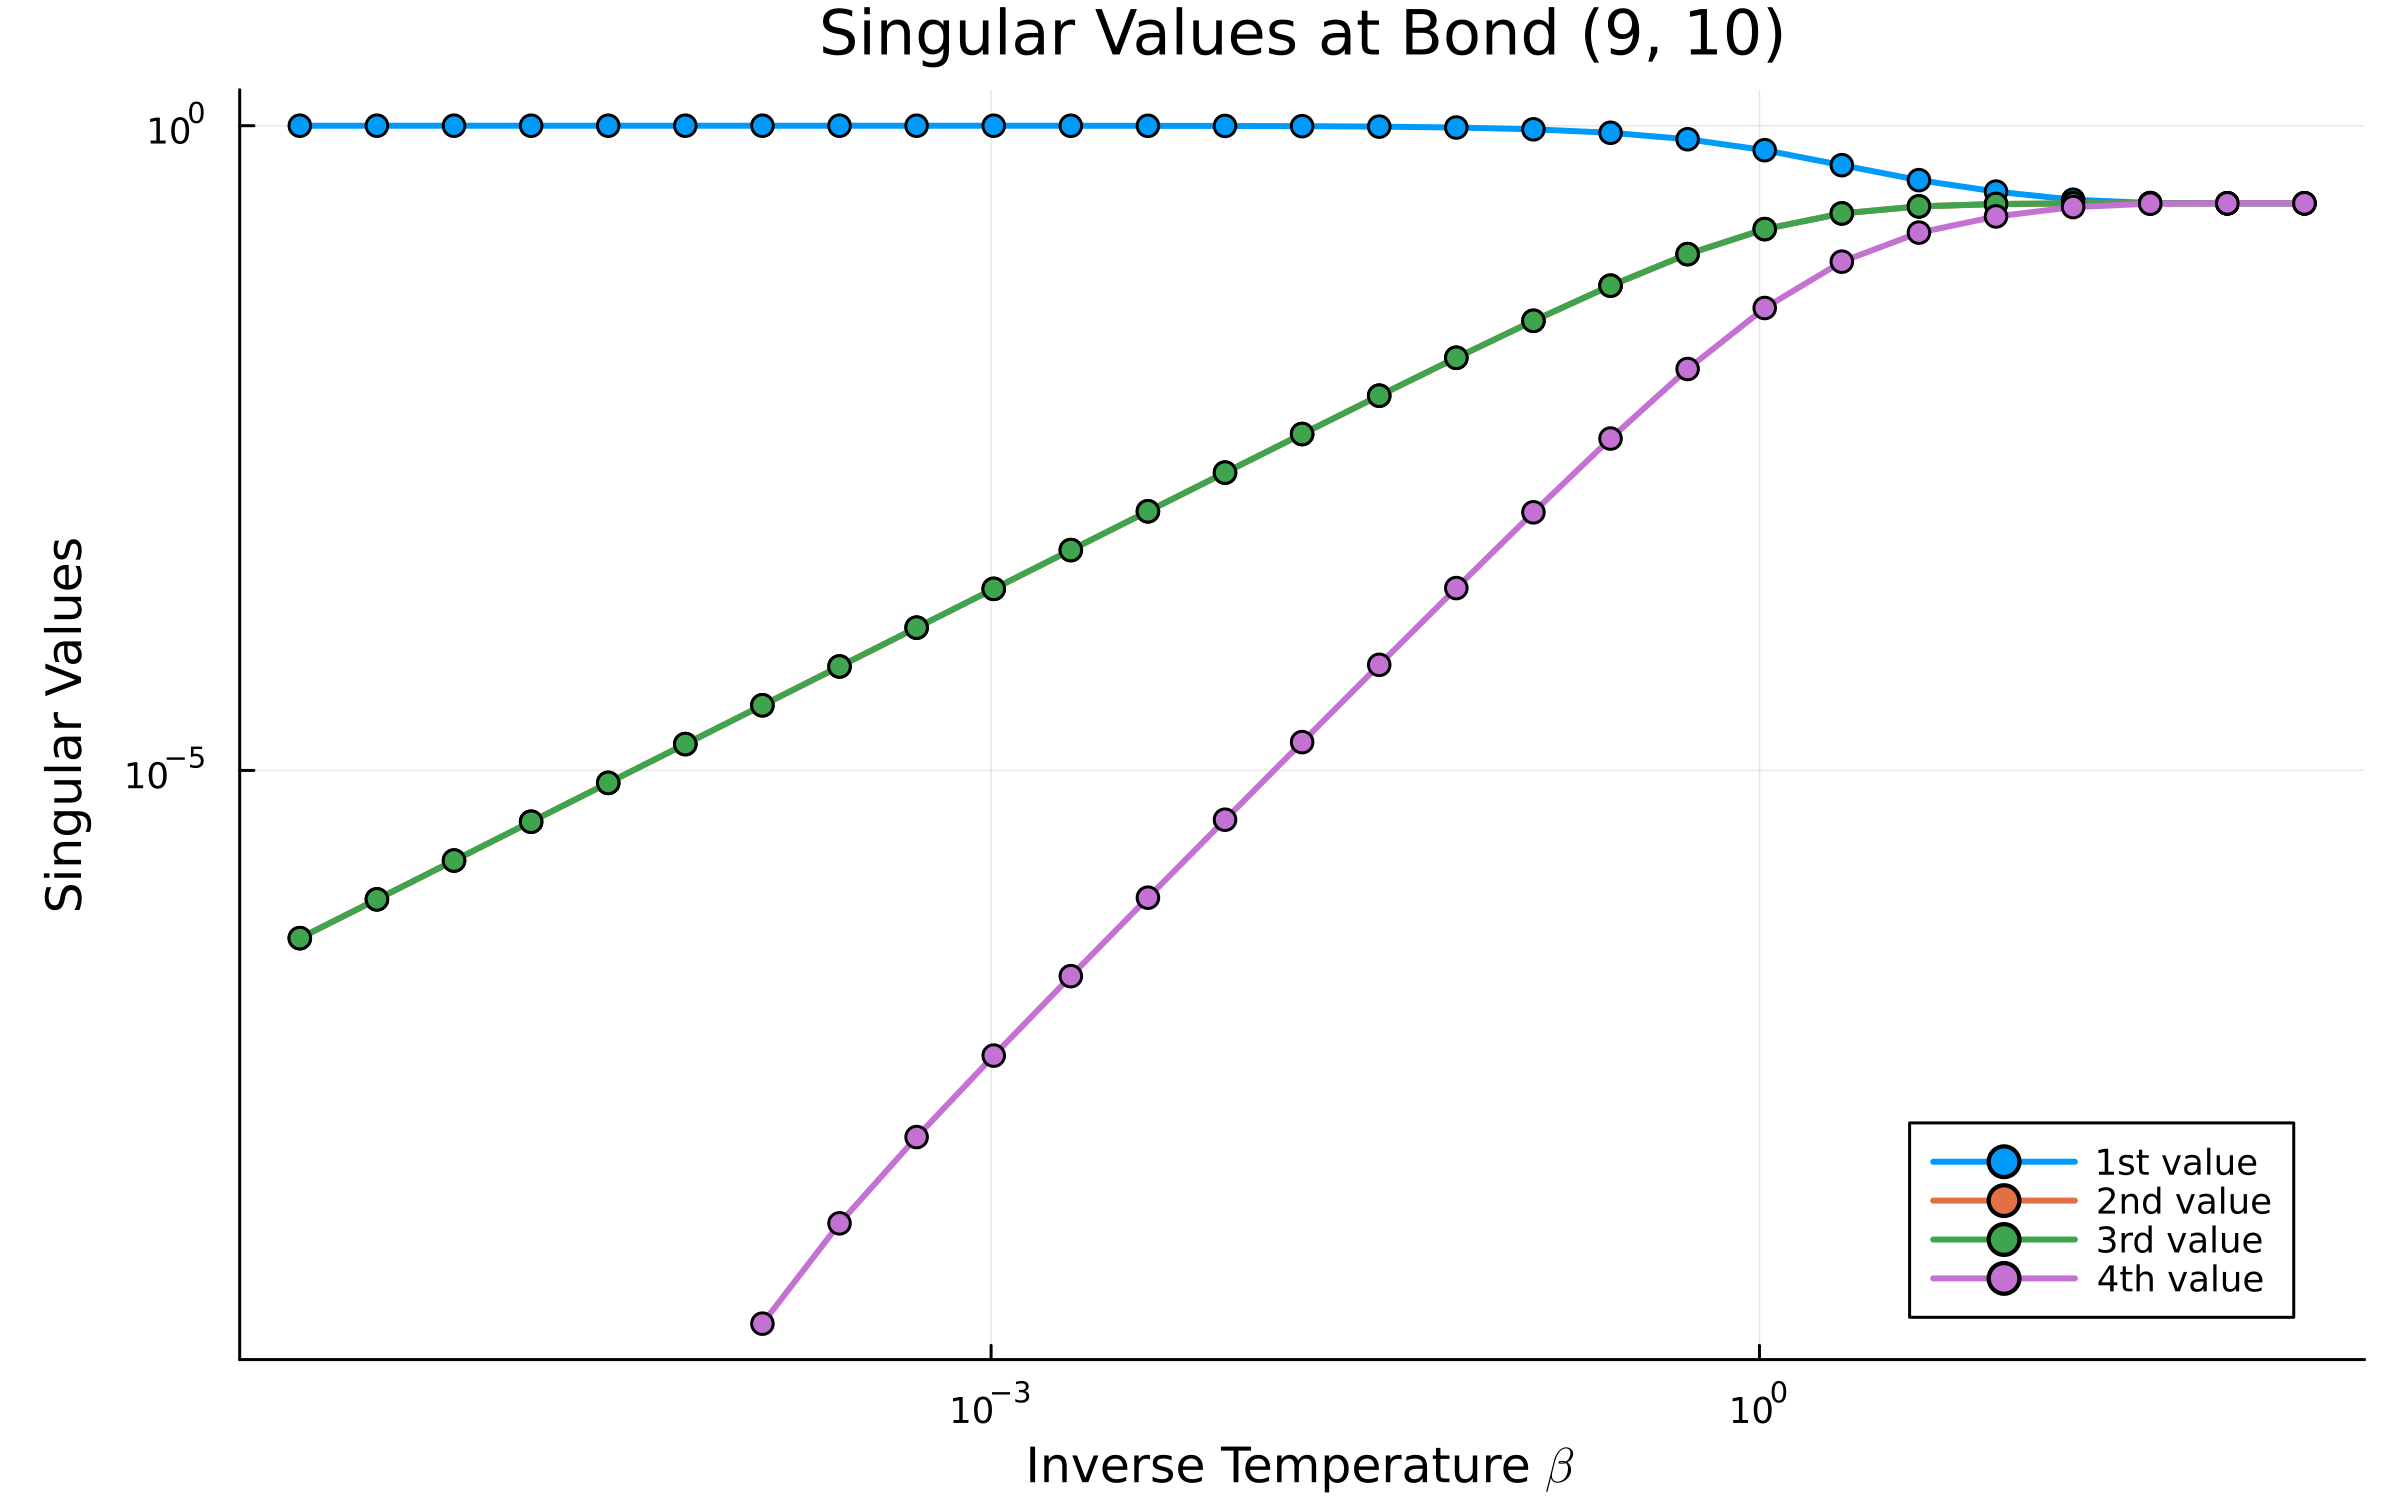 Singular Values at Bond (9, 10)
10⁰
10⁻⁵
Singular Values
10⁻³
10⁰
Inverse Temperature β
1st value
2nd value
3rd value
4th value